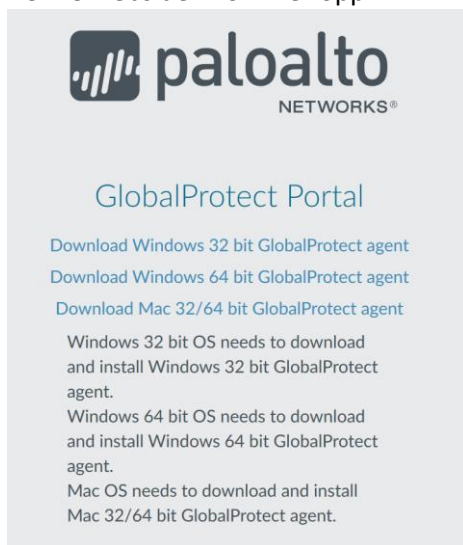 paloalto
NETWORKS®
GlobalProtect Portal
Download Windows 32 bit GlobalProtect agent
Download Windows 64 bit GlobalProtect agent
Download Mac 32/64 bit GlobalProtect agent
Windows 32 bit OS needs to download
and install Windows 32 bit GlobalProtect
agent.
Windows 64 bit OS needs to download
and install Windows 64 bit GlobalProtect
agent.
Mac OS needs to download and install
Mac 32/64 bit GlobalProtect agent.